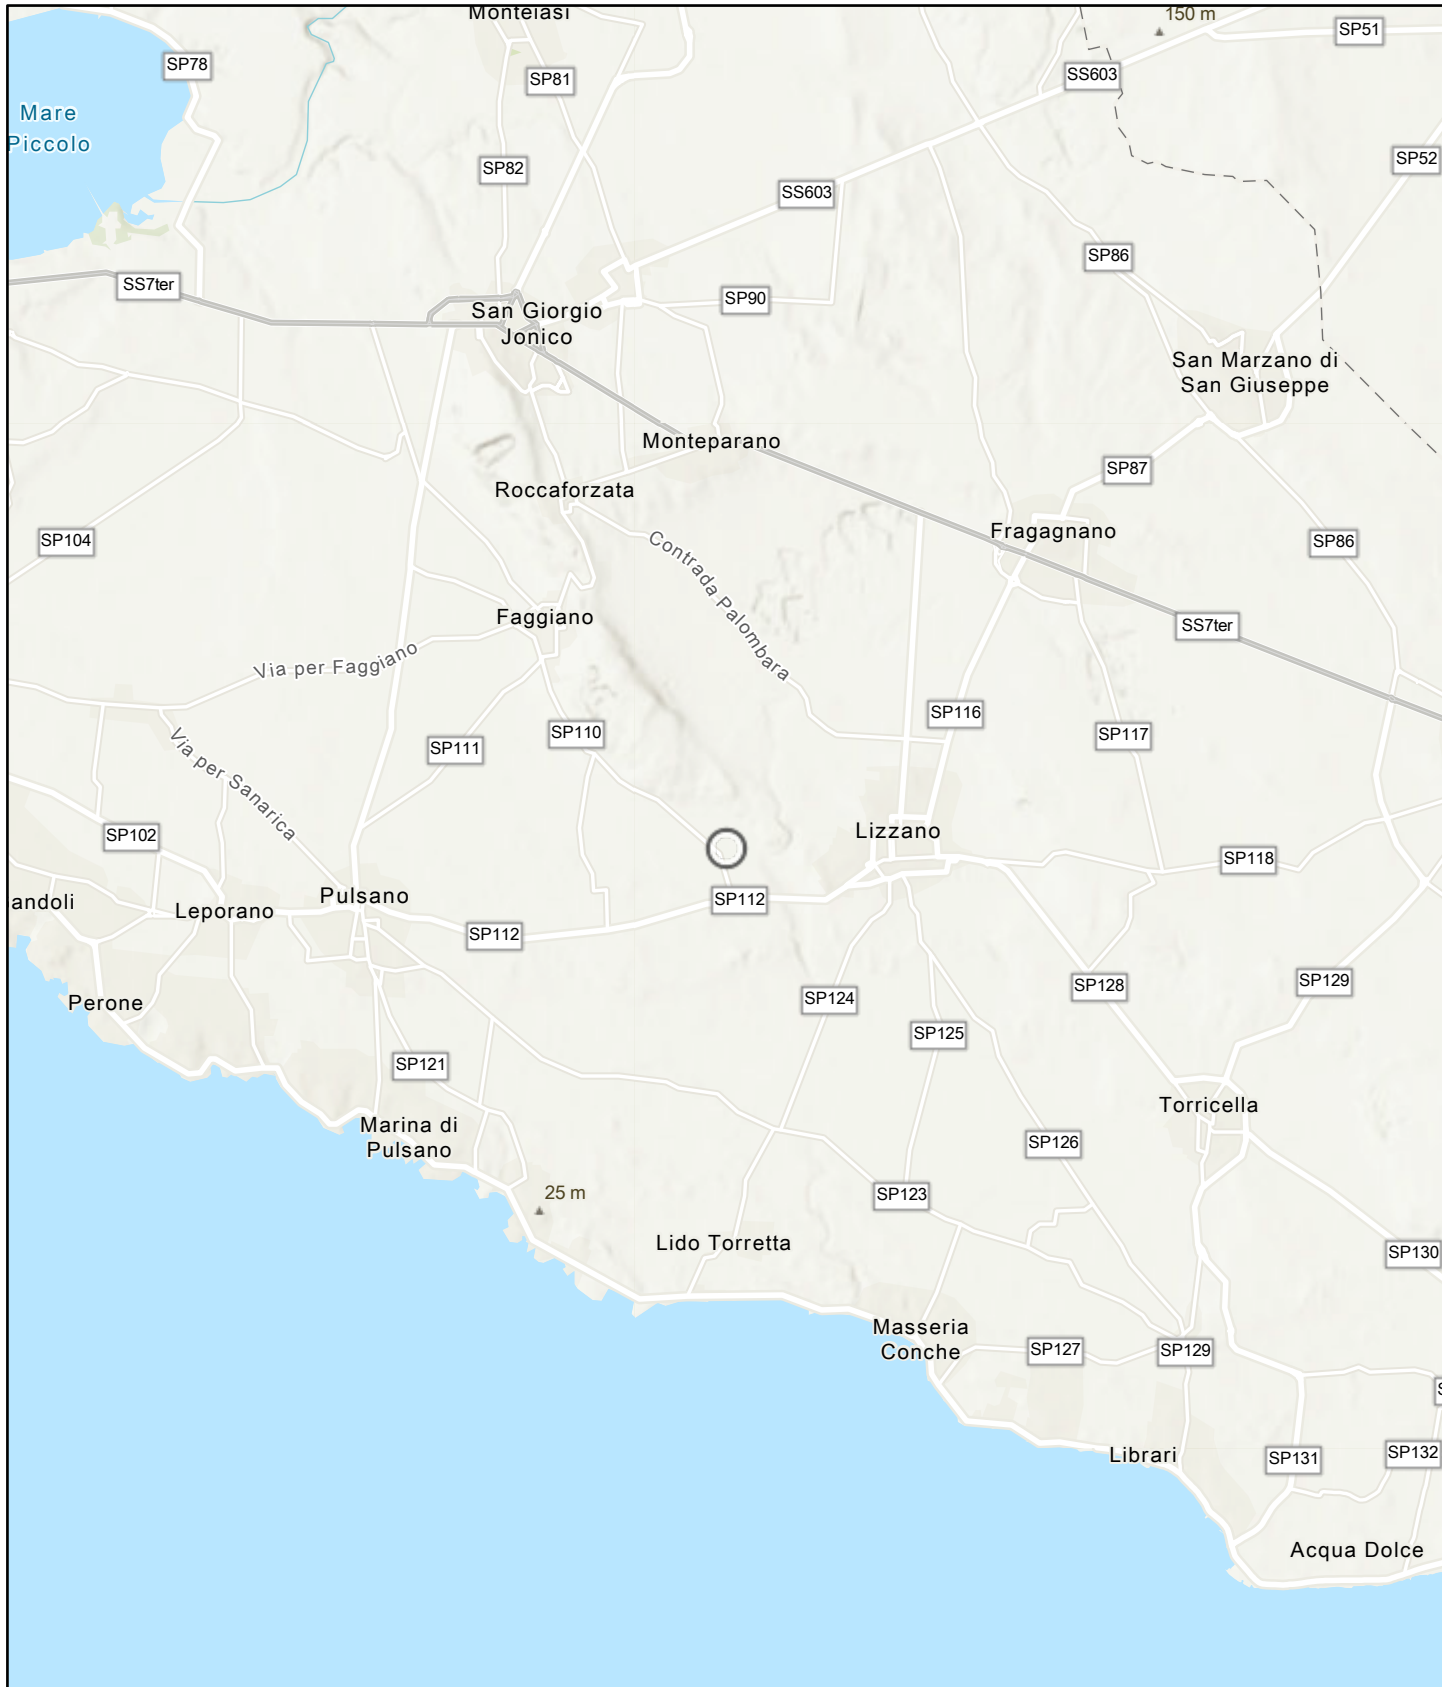 Monteiasi
150 m
SP51
SP78
SP81
SS603
Mare
Piccolo
SP82
SP52
SS603
SP86
SS7ter
SP90
San Giorgio
Jonico
San Marzano di
San Giuseppe
Monteparano
SP87
Roccaforzata
SP104
Contrada Palombara
Fragagnano
SP86
Faggiano
SS7ter
Via per Faggiano
SP116
SP110
SP111
SP117
Via per Sanarica
SP102
Lizzano
SP118
andoli
Leporano
Pulsano
SP112
SP112
SP129
SP128
Perone
SP124
SP125
SP121
Torricella
Marina di
Pulsano
SP126
25 m
SP123
Lido Torretta
SP130
Masseria
Conche
SP127
SP129
Librari
SP131
SP132
Acqua Dolce